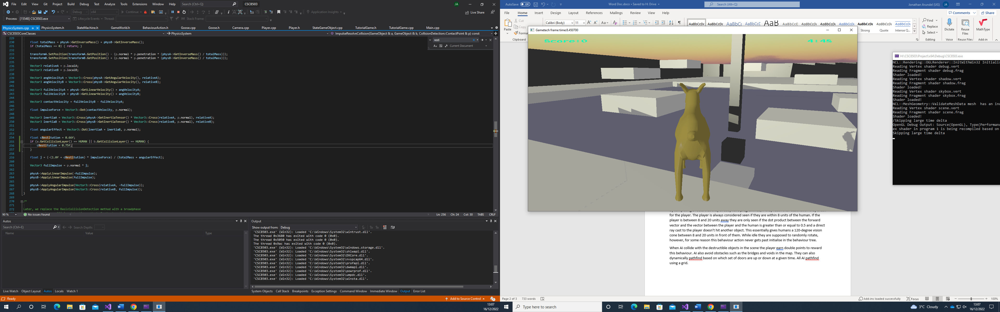 File Edit View Git Project Build Debug Test Analyze Tools Extensions Window Help Search (Ctrl+Q) CSC8503 JA
Debug x64 Continue Application Insights
Live Share
Process: [15548] CSC8503.exe Lifecycle Events Thread: Stack Frame:
PhysicsSystem.cpp PhysicsSystem.h StateMachine.h GameWorld.h BehaviourAction.h Goose.cpp Goose.h Camera.cpp Player.cpp Player.h StateGameObject.cpp TutorialGame.h TutorialGame.cpp Main.cpp
CSC8503CoreClasses PhysicsSystem ImpulseResolveCollision(GameObject & a, GameObject & b, CollisionDetection::ContactPoint & p) const
resti
Aa Current Document
229
230 float totalMass = physA->GetInverseMass() + physB->GetInverseMass();
231 if (totalMass == 0) { return; }
232
233 transformA.SetPosition(transformA.GetPosition() - (p.normal * p.penetration * (physA->GetInverseMass() / totalMass)));
234 transformB.SetPosition(transformB.GetPosition() + (p.normal * p.penetration * (physB->GetInverseMass() / totalMass)));
235
236 Vector3 relativeA = p.localA;
237 Vector3 relativeB = p.localB;
238
239 Vector3 angVelocityA = Vector3::Cross(physA->GetAngularVelocity(), relativeA);
240 Vector3 angVelocityB = Vector3::Cross(physB->GetAngularVelocity(), relativeB);
241
242 Vector3 fullVelocityA = physA->GetLinearVelocity() + angVelocityA;
243 Vector3 fullVelocityB = physB->GetLinearVelocity() + angVelocityB;
244
245 Vector3 contactVelocity = fullVelocityB - fullVelocityA;
246
247 float impulseForce = Vector3::Dot(contactVelocity, p.normal);
248
249 Vector3 inertiaA = Vector3::Cross(physA->GetInertiaTensor() * Vector3::Cross(relativeA, p.normal), relativeA);
250 Vector3 inertiaB = Vector3::Cross(physB->GetInertiaTensor() * Vector3::Cross(relativeB, p.normal), relativeB);
251
252 float angularEffect = Vector3::Dot(inertiaA + inertiaB, p.normal);
253
254 float cRestitution = 0.66f;
255 if (a.GetCollisionLayer() == HUMAN || b.GetCollisionLayer() == HUMAN) {
256 cRestitution = 0.75f;
257 }
258
259 float j = (-(1.0f + cRestitution) * impulseForce) / (totalMass + angularEffect);
260
261 Vector3 fullImpulse = p.normal * j;
262
263 physA->ApplyLinearImpulse(-fullImpulse);
264 physB->ApplyLinearImpulse(fullImpulse);
265
266 physA->ApplyAngularImpulse(Vector3::Cross(relativeA, -fullImpulse));
267 physB->ApplyAngularImpulse(Vector3::Cross(relativeB, fullImpulse));
268 }
269
270 /*
271
272 Later, we replace the BasicCollisionDetection method with a broadphase
90 % No issues found Ln: 256 Ch: 24 Col: 30 TABS CRLF
Autos
Search (Ctrl+E) Search Depth:
Name Value Type
Live Watch Object Layout Autos Locals Watch 1
Output
Show output from: Debug
'CSC8503.exe' (Win32): Loaded 'C:\Windows\System32\wintrust.dll'.
The thread 0x3680 has exited with code 0 (0x0).
The thread 0x5050 has exited with code 0 (0x0).
The thread 0x9ac has exited with code 0 (0x0).
'CSC8503.exe' (Win32): Loaded 'C:\Windows\System32\windows.storage.dll'.
'CSC8503.exe' (Win32): Loaded 'C:\Windows\System32\shlwapi.dll'.
'CSC8503.exe' (Win32): Loaded 'C:\Windows\System32\DXCore.dll'.
'CSC8503.exe' (Win32): Loaded 'C:\Windows\System32\nvspcap64.dll'.
'CSC8503.exe' (Win32): Loaded 'C:\Windows\System32\profapi.dll'.
'CSC8503.exe' (Win32): Loaded 'C:\Windows\System32\dwmapi.dll'.
'CSC8503.exe' (Win32): Loaded 'C:\Windows\System32\powrprof.dll'.
'CSC8503.exe' (Win32): Loaded 'C:\Windows\System32\umpdc.dll'.
'CSC8503.exe' (Win32): Loaded 'C:\Windows\System32\winsta.dll'.
System Objects Call Stack Breakpoints Exception Settings Command Window Immediate Window Output Error List
Ready Add to Source Control 1
13:07
16/12/2022
AutoSave Off Word Doc.docx • Saved to H: Drive Search (Alt+Q) Jonathan Arundel (UG) JA
File Home Insert Design Layout References Mailings Review View Help Comments Share
Paste
Cut
Copy
Format
Clipboard
Calibri (Body) 11 Aa
AaBbCcDc AaBbCcDc AaBbCc AaBbCcE AaB AaBbCcD AaBbCcDc AaBbCcDc AaBbCcDc AaBbCcDc AaBbCcDc AaBbCcDc
Strong Quote Intense Q...
Find
Replace
Select
Editing
Dictate
Voice
Reuse Files
Reuse Files
MathType
Add-in
Gametech frame time:8.450700
Score:0 4:48
H:\CSC8503\Project\x64\Debug\CSC8503.exe
NCL::Rendering::OGLRenderer::InitWithWin32 Initialis
Reading Vertex shader debug.vert
Reading Fragment shader debug.frag
Shader loaded!
Reading Vertex shader shadow.vert
Reading Fragment shader shadow.frag
Shader loaded!
Reading Vertex shader skybox.vert
Reading Fragment shader skybox.frag
Shader loaded!
NCL::MeshGeometry::ValidateMeshData mesh has an inc
Reading Vertex shader scene.vert
Reading Fragment shader scene.frag
Shader loaded!
/Skipping large time delta
OpenGL Debug Output: Source(OpenGL), Type(Performanc
ex shader in program 1 is being recompiled based on
Skipping large time delta
for the player. The player is always considered seen if they are within 8 units of the human. If the
player is between 8 and 20 units away they are only seen if the dot product between the forward
vector and the vector between the player and the human is greater than or equal to 0.5 and a direct
ray cast to the player doesn't hit another object. This essentially gives humans a 120-degree vision
cone between 8 and 20 units in front of them. While idle they are supposed to randomly rotate,
however, for some reason this behaviour action never gets past initialise in the behaviour tree.
When AI collide with the destructible objects in the scene the player earn double points to reward
this behaviour. AI also avoid obstacles such as the bridges and voids in the map. They can also
dynamically pathfind based on which set of doors are up or down at a given time. All AI pathfind
using a grid.
Page 2 of 3 733 words Add-ins loaded successfully Focus 100%
Type here to search 3°C Cloudy 13:07
16/12/2022